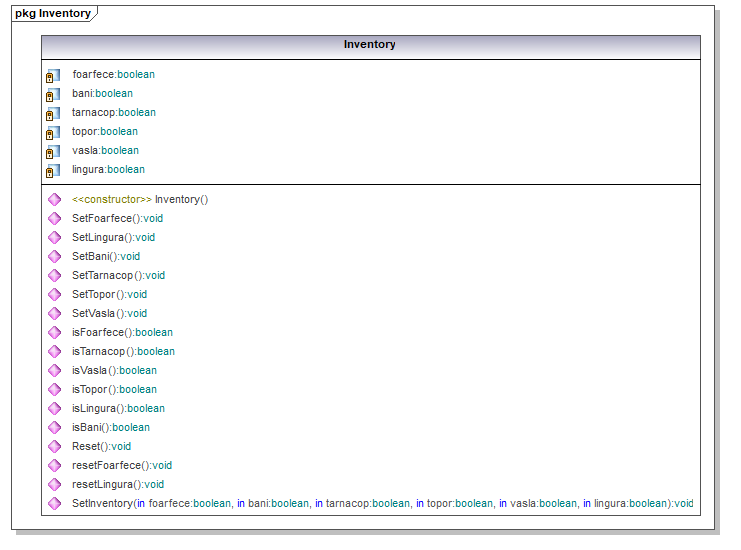 pkg Inventory
Inventory
foarfece:boolean
bani:boolean
tarnacop:boolean
topor:boolean
vasla:boolean
lingura:boolean
<<constructor>> Inventory()
SetFoarfece():void
SetLingura():void
SetBani():void
SetTarnacop():void
SetTopor():void
SetVasla():void
isFoarfece():boolean
isTarnacop():boolean
isVasla():boolean
isTopor():boolean
isLingura():boolean
isBani():boolean
Reset():void
resetFoarfece():void
resetLingura():void
SetInventory(in foarfece:boolean, in bani:boolean, in tarnacop:boolean, in topor:boolean, in vasla:boolean, in lingura:boolean):void